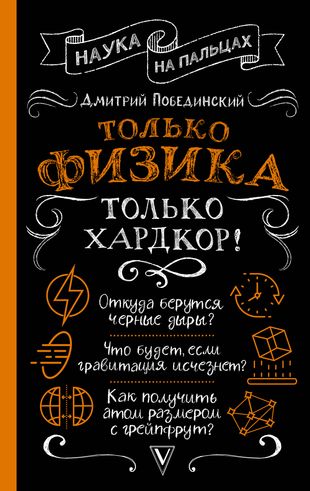 НАУКА
НА ПАЛЬЦАХ
Дмитрий Побединский
ТОЛЬКО
ФИЗИКА
ТОЛЬКО
ХАРДКОР!
Откуда берутся
черные дыры?
Что будет, если
гравитация исчезнет?
Как получить
атом размером
с грейпфрут?
V